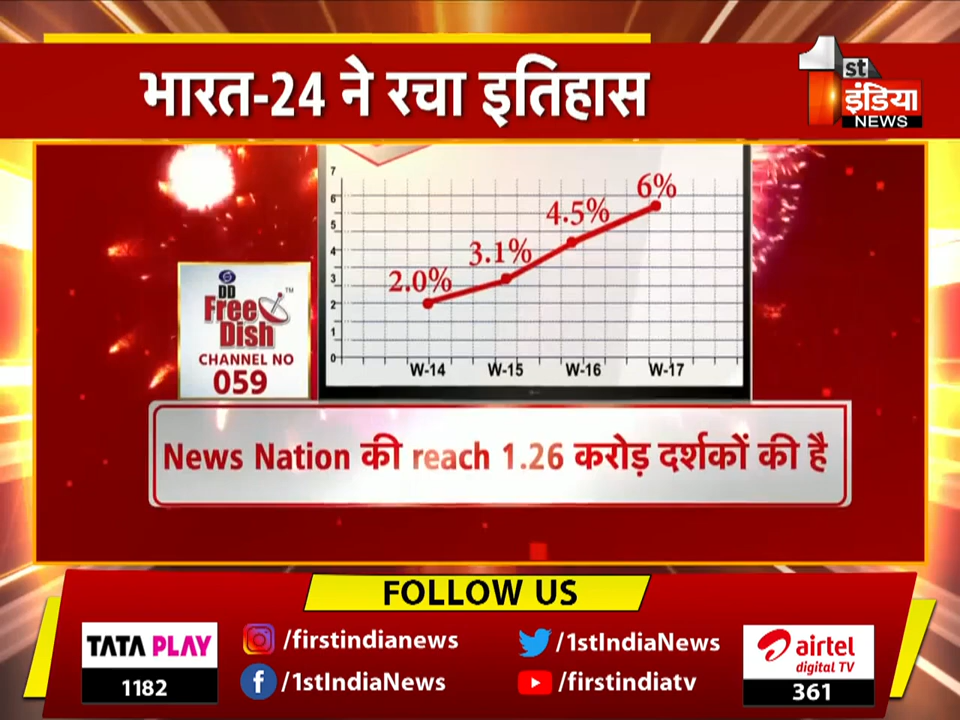 भारत-24 ने रचा इतिहास
1st
इंडिया
NEWS
7
6
5
4
3
2
1
0
2.0%
3.1%
4.5%
6%
W-14 W-15 W-16 W-17
DD
Free Dish TM
CHANNEL NO
059
News Nation की reach 1.26 करोड़ दर्शकों की है
FOLLOW US
TATA PLAY
1182
/firstindianews
/1stIndiaNews
/1stIndiaNews
/firstindiatv
airtel
digital TV
361